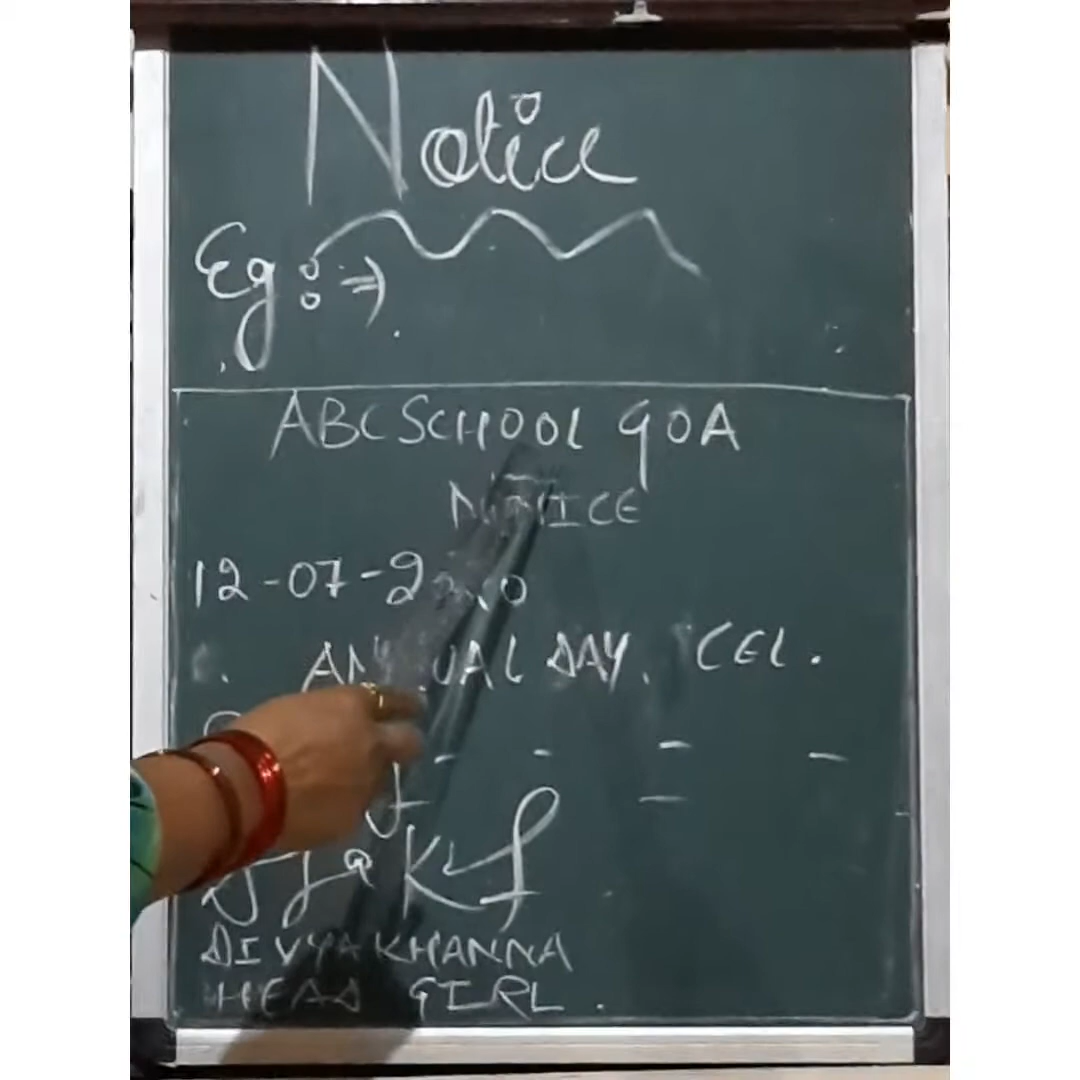 Notice
Eg :⇒
ABC SCHOOL GOA
NOTICE
12-07-2020
ANNUAL DAY. CEL.
DIVYA KHANNA
HEAD GIRL.